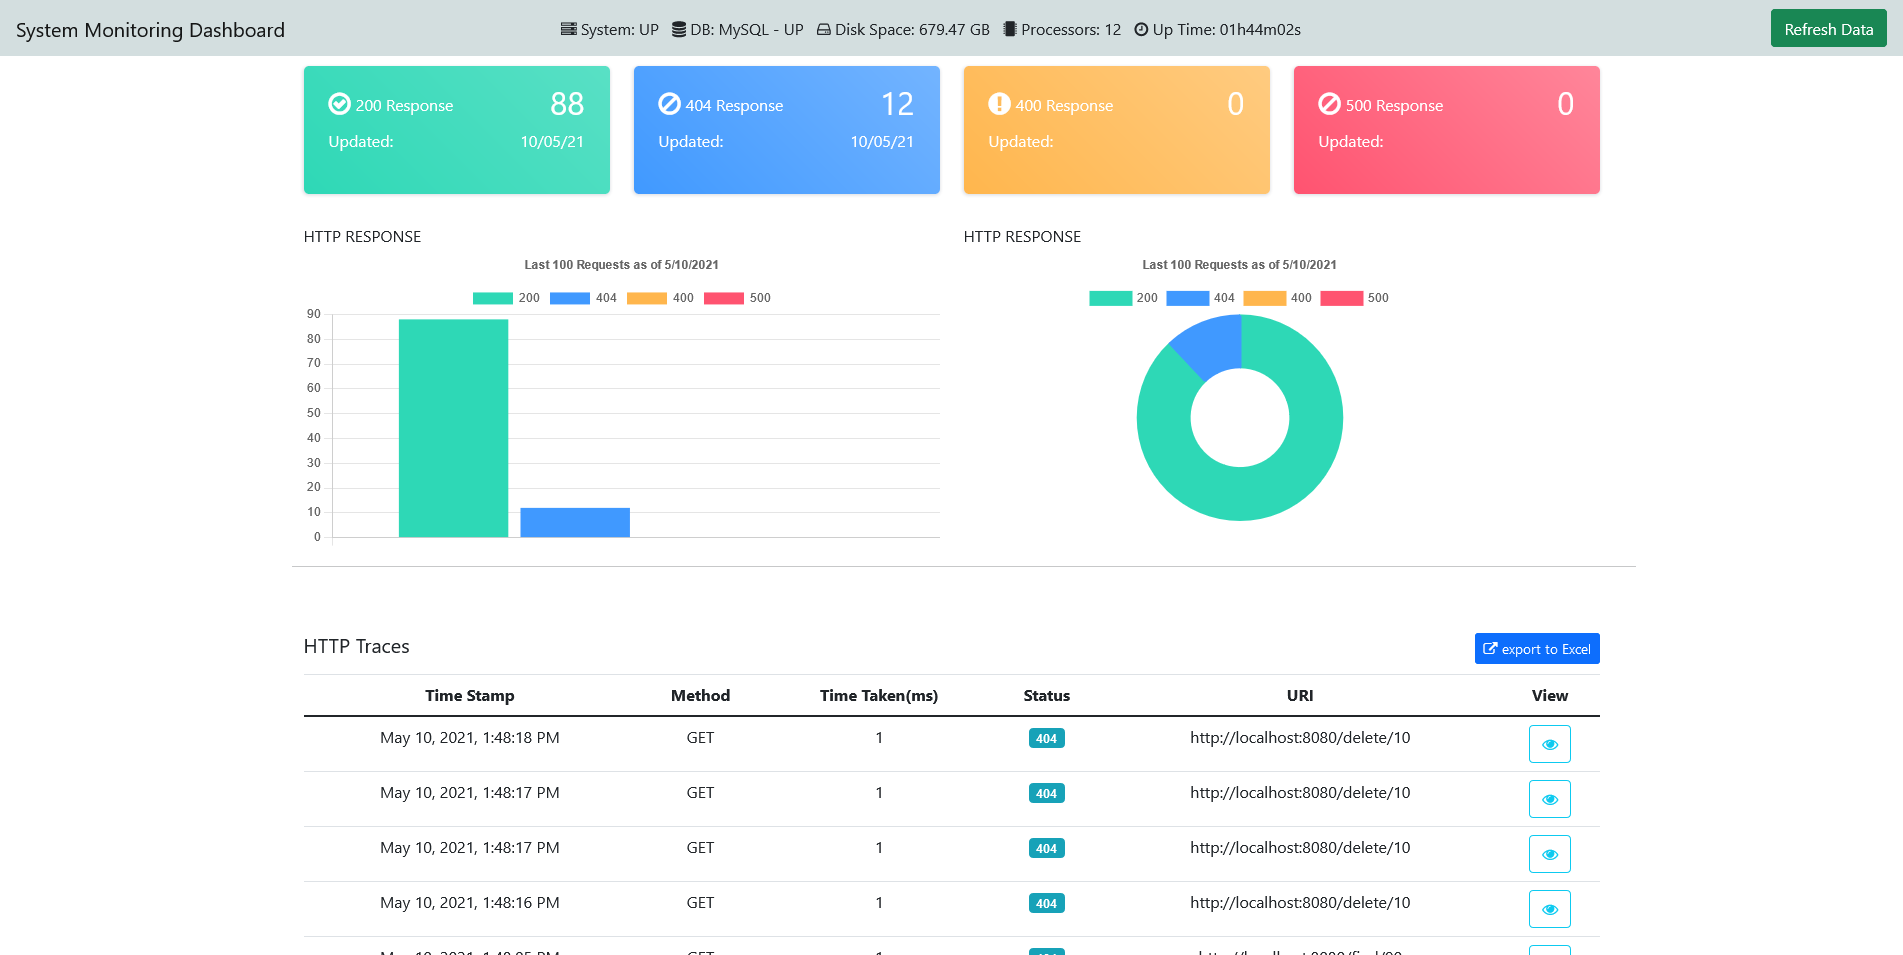 System Monitoring Dashboard
System: UP DB: MySQL - UP Disk Space: 679.47 GB Processors: 12 Up Time: 01h44m02s
Refresh Data
200 Response 88
Updated: 10/05/21
404 Response 12
Updated: 10/05/21
400 Response 0
Updated:
500 Response 0
Updated:
HTTP RESPONSE
Last 100 Requests as of 5/10/2021
200 404 400 500
90
80
70
60
50
40
30
20
10
0
HTTP RESPONSE
Last 100 Requests as of 5/10/2021
200 404 400 500
HTTP Traces
export to Excel
Time Stamp Method Time Taken(ms) Status URI View
May 10, 2021, 1:48:18 PM GET 1 404 http://localhost:8080/delete/10
May 10, 2021, 1:48:17 PM GET 1 404 http://localhost:8080/delete/10
May 10, 2021, 1:48:17 PM GET 1 404 http://localhost:8080/delete/10
May 10, 2021, 1:48:16 PM GET 1 404 http://localhost:8080/delete/10